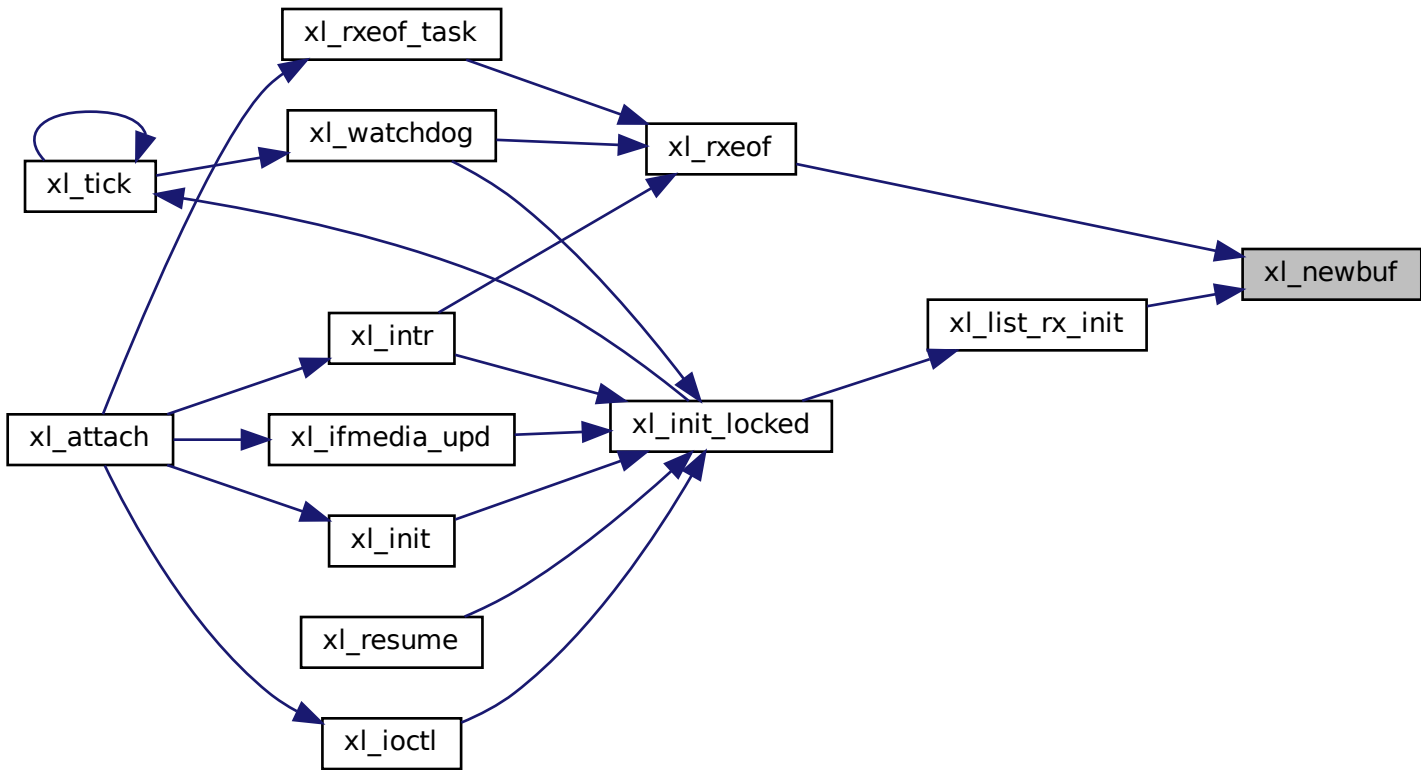 xl_rxeof_task
xl_watchdog
xl_rxeof
xl_tick
xl_newbuf
xl_list_rx_init
xl_intr
xl_init_locked
xl_attach
xl_ifmedia_upd
xl_init
xl_resume
xl_ioctl